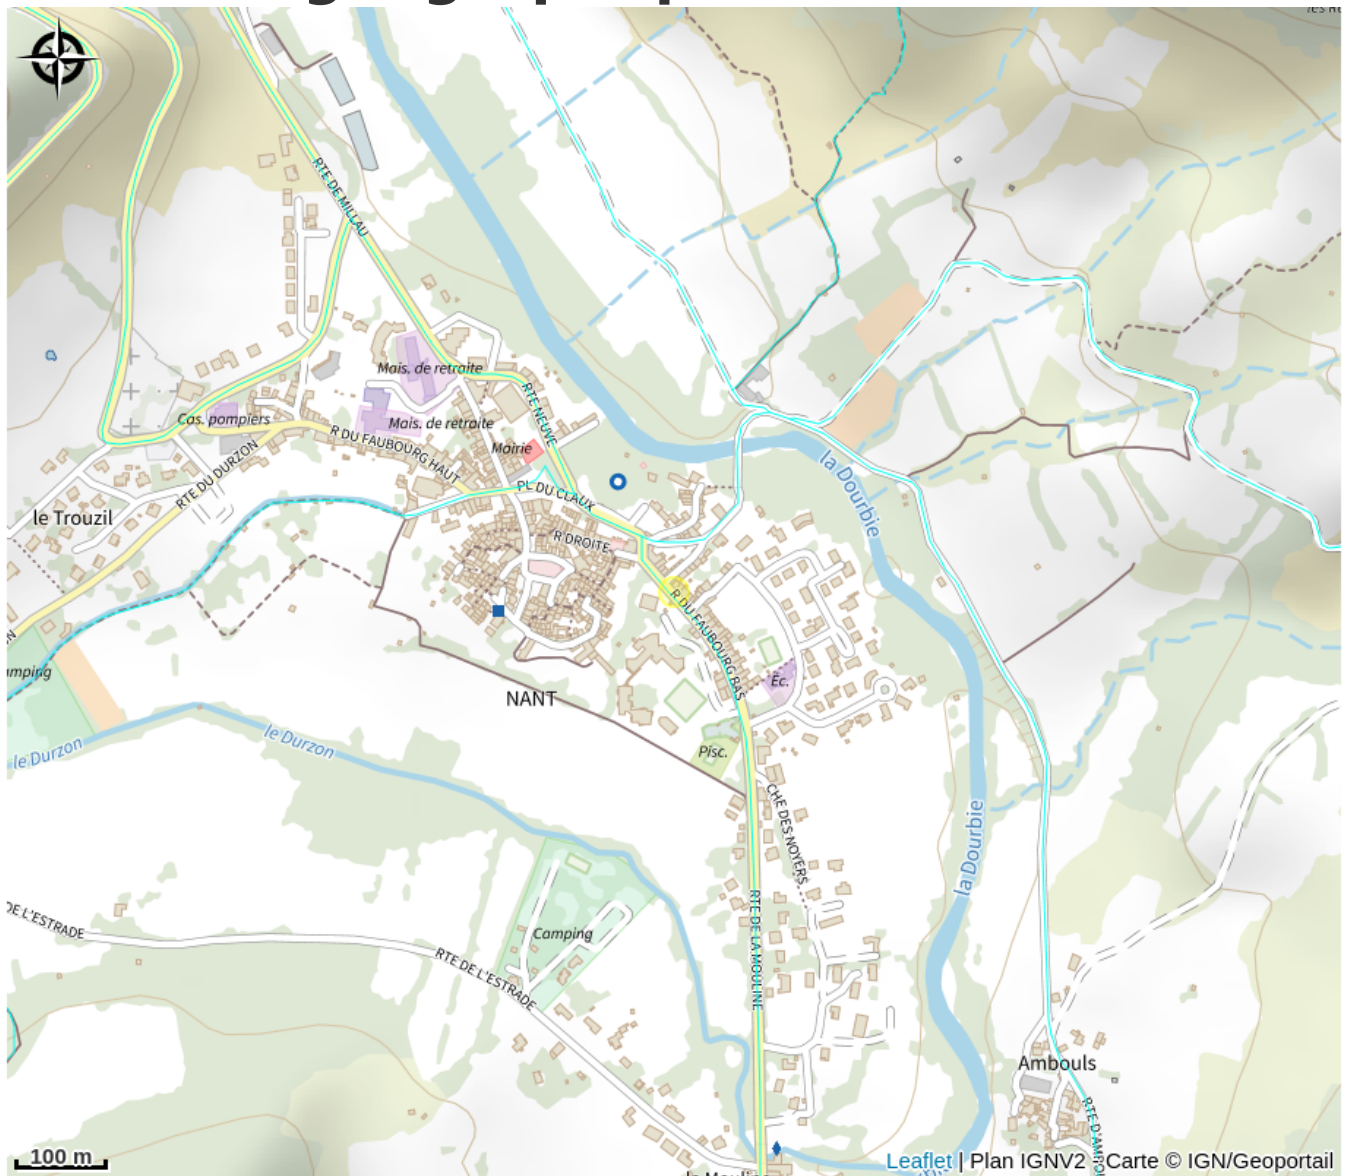 RTE DE MILLAU
Mais. de retraite
RTE NEUVE
Cas. pompiers
Mais. de retraite
R DU FAUBOURG HAUT
Mairie
RTE DU DURZON
PL DU CLAUX
la Dourbie
le Trouzil
R DROITE
R DU FAUBOURG BAS
amping
Éc.
NANT
le Durzon
le Durzon
Pisc.
CHE DES NOYERS
la Dourbie
DE L'ESTRADE
Camping
RTE DE LA MOULINE
RTE DE L'ESTRADE
Ambouls
100 m
Leaflet | Plan IGNV2 - Carte © IGN/Geoportail